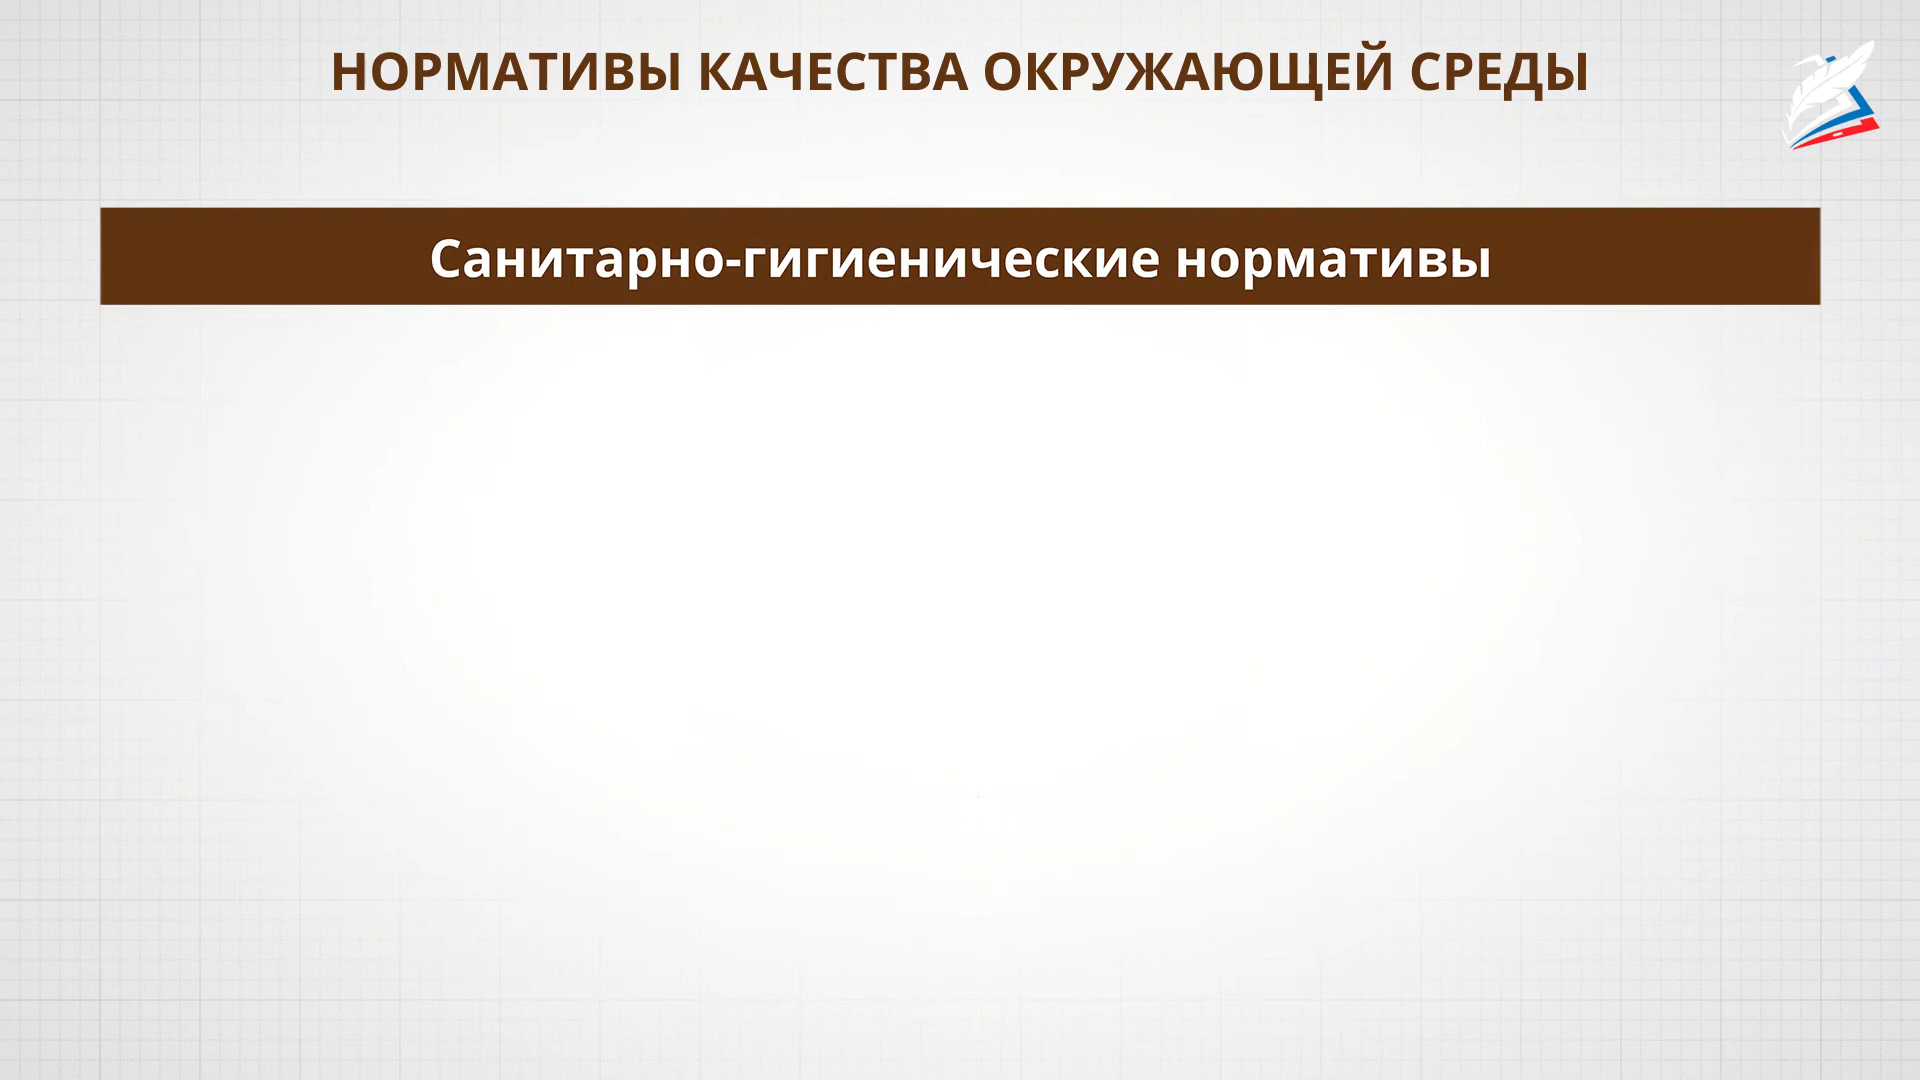 НОРМАТИВЫ КАЧЕСТВА ОКРУЖАЮЩЕЙ СРЕДЫ
Санитарно-гигиенические нормативы